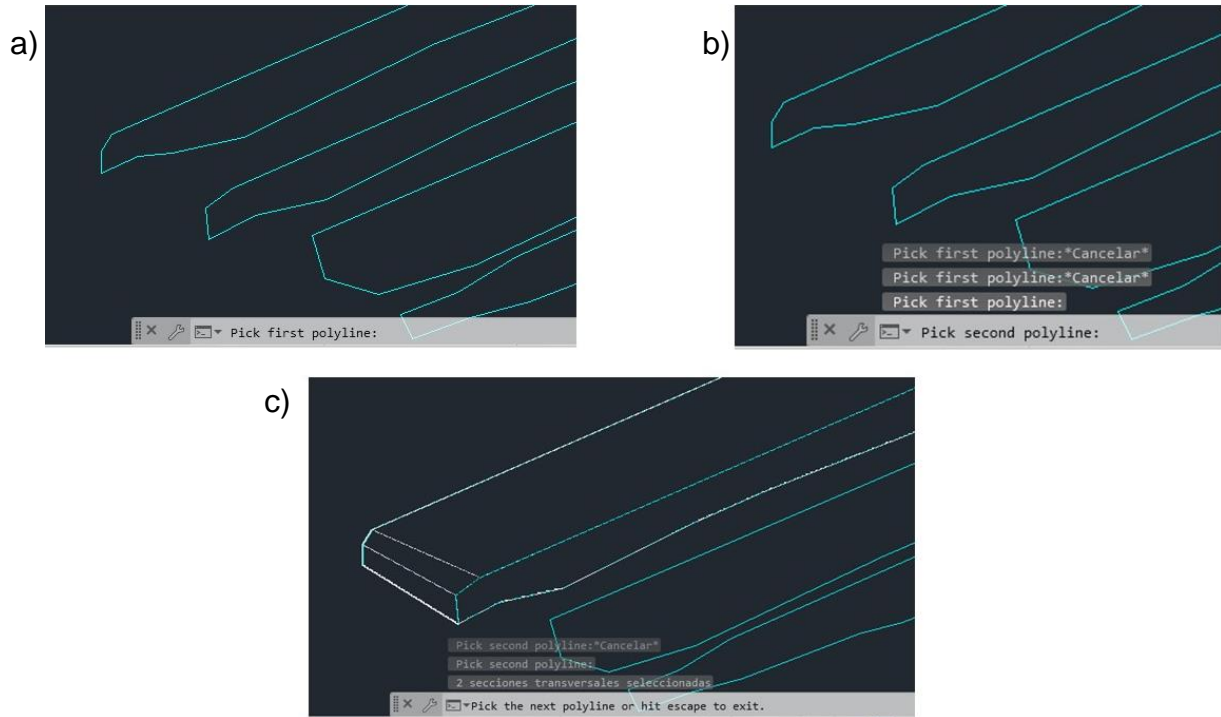 a)
Pick first polyline:
b)
Pick first polyline:*Cancelar*
Pick first polyline:*Cancelar*
Pick first polyline:
Pick second polyline:
c)
Pick second polyline:*Cancelar*
Pick second polyline:
2 secciones transversales seleccionadas
Pick the next polyline or hit escape to exit.